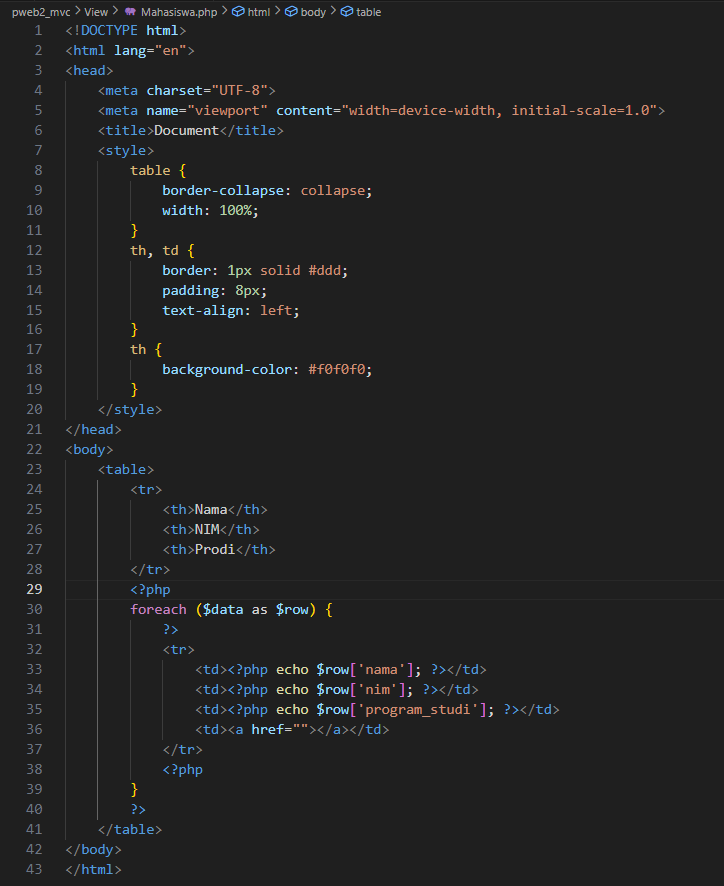 pweb2_mvc > View > Mahasiswa.php > html > body > table
1 <!DOCTYPE html>
2 <html lang="en">
3 <head>
4     <meta charset="UTF-8">
5     <meta name="viewport" content="width=device-width, initial-scale=1.0">
6     <title>Document</title>
7     <style>
8         table {
9             border-collapse: collapse;
10             width: 100%;
11         }
12         th, td {
13             border: 1px solid #ddd;
14             padding: 8px;
15             text-align: left;
16         }
17         th {
18             background-color: #f0f0f0;
19         }
20     </style>
21 </head>
22 <body>
23     <table>
24         <tr>
25             <th>Nama</th>
26             <th>NIM</th>
27             <th>Prodi</th>
28         </tr>
29         <?php
30         foreach ($data as $row) {
31             ?>
32             <tr>
33                 <td><?php echo $row['nama']; ?></td>
34                 <td><?php echo $row['nim']; ?></td>
35                 <td><?php echo $row['program_studi']; ?></td>
36                 <td><a href=""></a></td>
37             </tr>
38             <?php
39         }
40         ?>
41     </table>
42 </body>
43 </html>